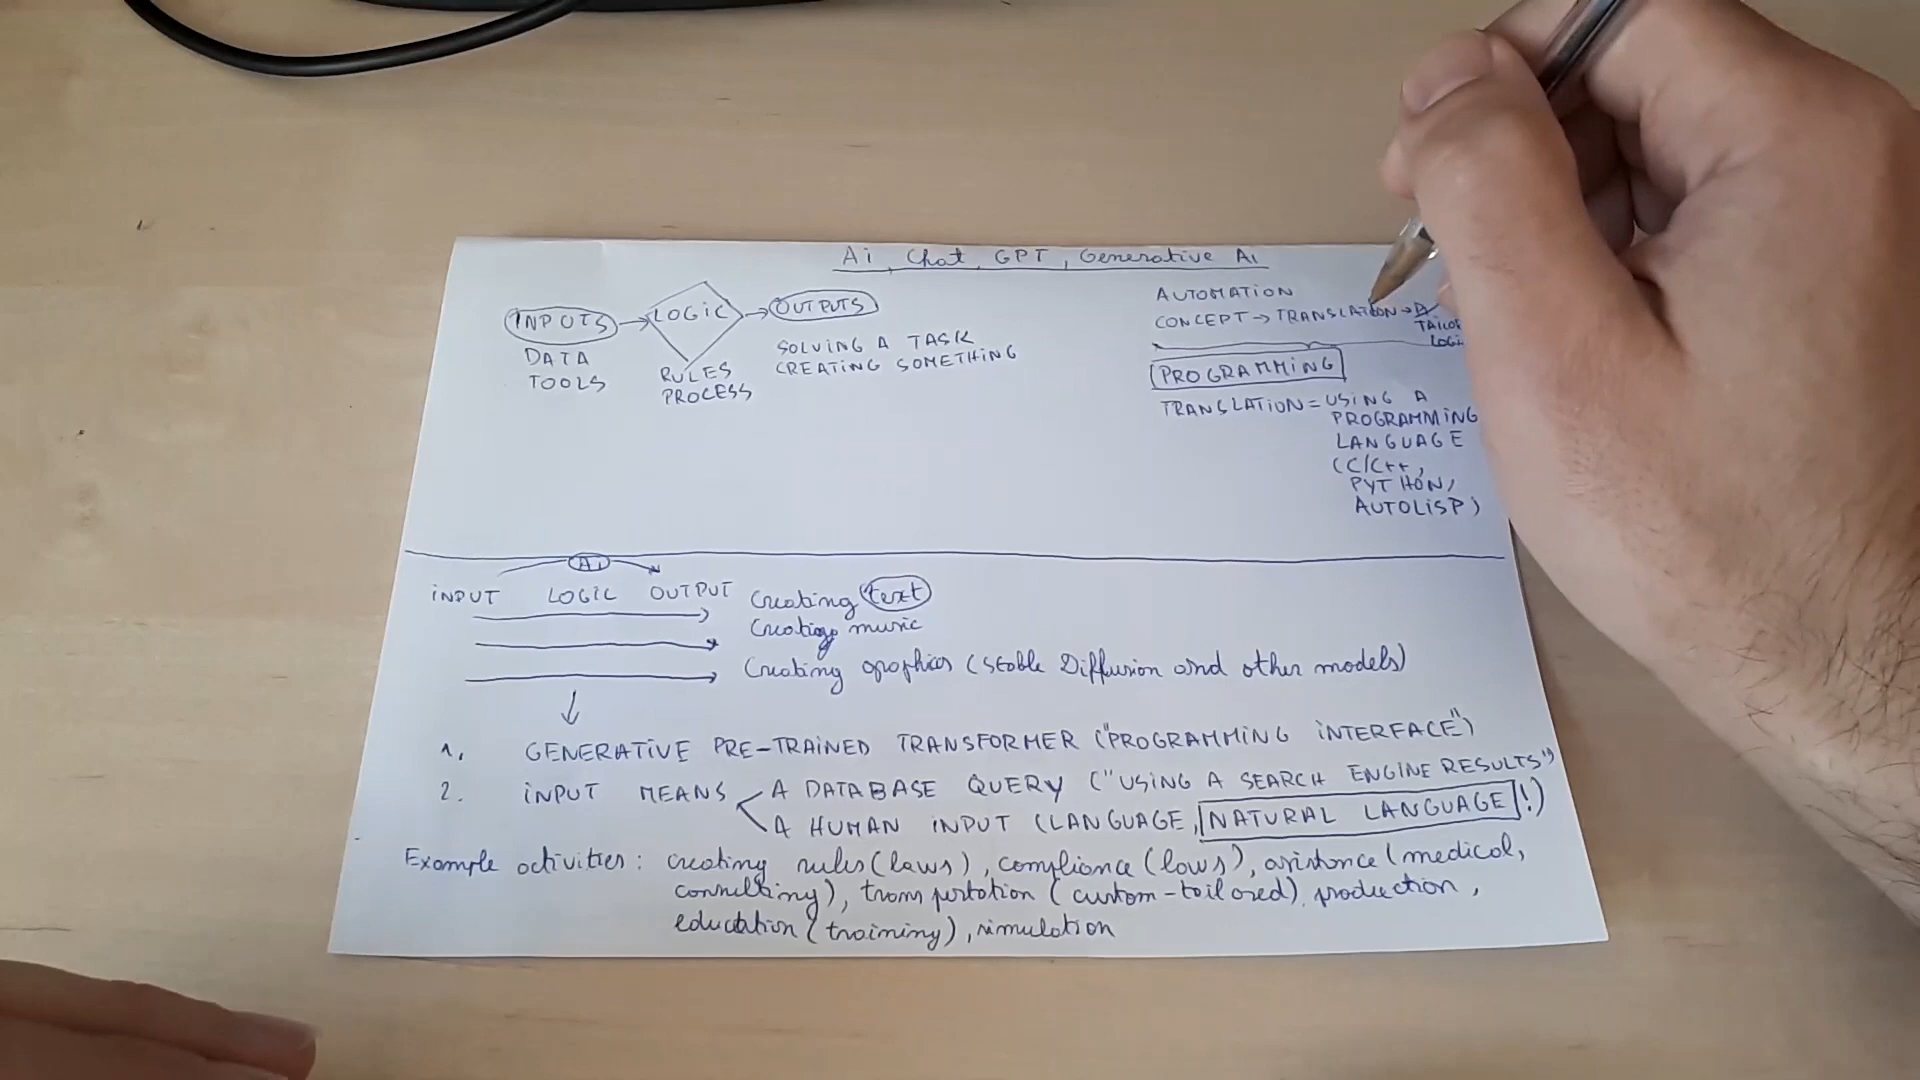 Ai, Chat GPT, Generative Ai
INPUTS → LOGIC → OUTPUTS
DATA
TOOLS
RULES
PROCESS
SOLVING A TASK
CREATING SOMETHING
AUTOMATION
CONCEPT → TRANSLATION →
PROGRAMMING
TRANSLATION = USING A
PROGRAMMING
LANGUAGE
(C/C++,
PYTHON,
AUTOLISP)
Ai
INPUT LOGIC OUTPUT
Creating text
Creating music
Creating graphics (Stable Diffusion and other models)
1. GENERATIVE PRE-TRAINED TRANSFORMER ("PROGRAMMING INTERFACE")
2. INPUT MEANS A DATABASE QUERY ("USING A SEARCH ENGINE RESULTS")
A HUMAN INPUT (LANGUAGE, NATURAL LANGUAGE!)
Example activities: creating rules (laws), compliance (laws), assistance (medical,
consulting), transportation (custom-tailored), production,
education (training), simulation